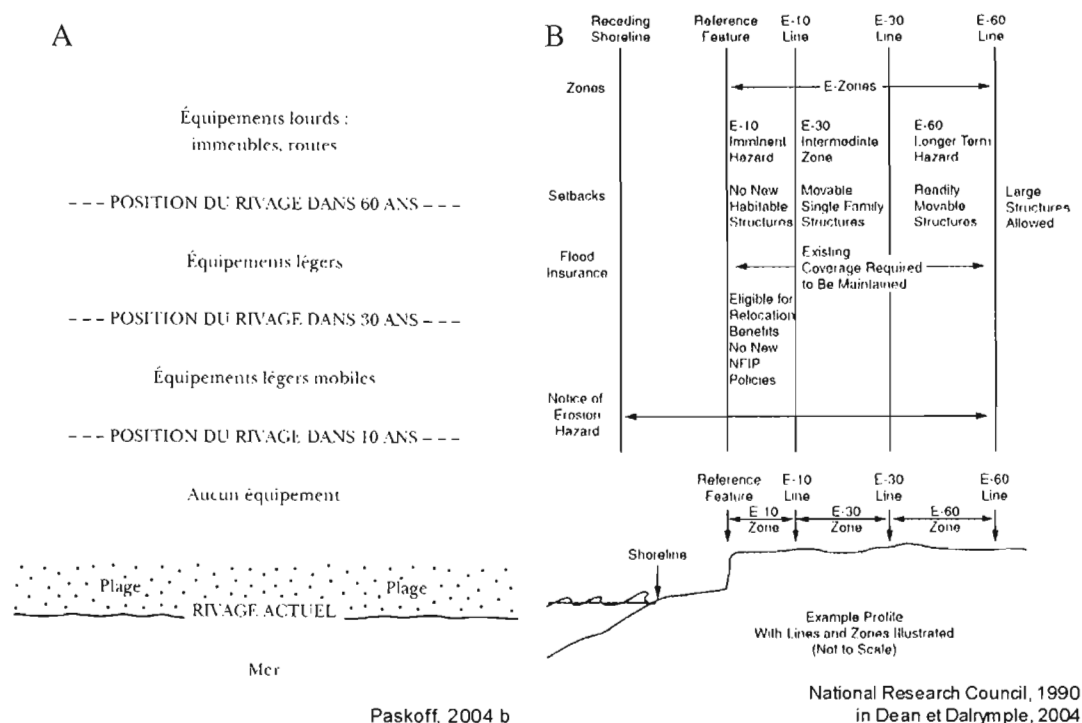 A
Équipements lourds :
immeubles, routes
- - - POSITION DU RIVAGE DANS 60 ANS - - -
Équipements légers
- - - POSITION DU RIVAGE DANS 30 ANS - - -
Équipements légers mobiles
- - - POSITION DU RIVAGE DANS 10 ANS - - -
Aucun équipement
Plage
Plage
RIVAGE ACTUEL
Mer
Paskoff, 2004 b
B
Receding
Shoreline
Reference
Feature
E-10
Line
E-30
Line
E-60
Line
Zones
E-Zones
E-10
Imminent
Hazard
E-30
Intermediate
Zone
E-60
Longer Term
Hazard
Setbacks
No New
Habitable
Structures
Movable
Single Family
Structures
Readily
Movable
Structures
Large
Structures
Allowed
Flood
Insurance
Existing
Coverage Required
to Be Maintained
Eligible for
Relocation
Benefits
No New
NFIP
Policies
Notice of
Erosion
Hazard
Reference
Feature
E-10
Line
E-30
Line
E-60
Line
E-10
Zone
E-30
Zone
E-60
Zone
Shoreline
Example Profile
With Lines and Zones Illustrated
(Not to Scale)
National Research Council, 1990
in Dean et Dalrymple, 2004